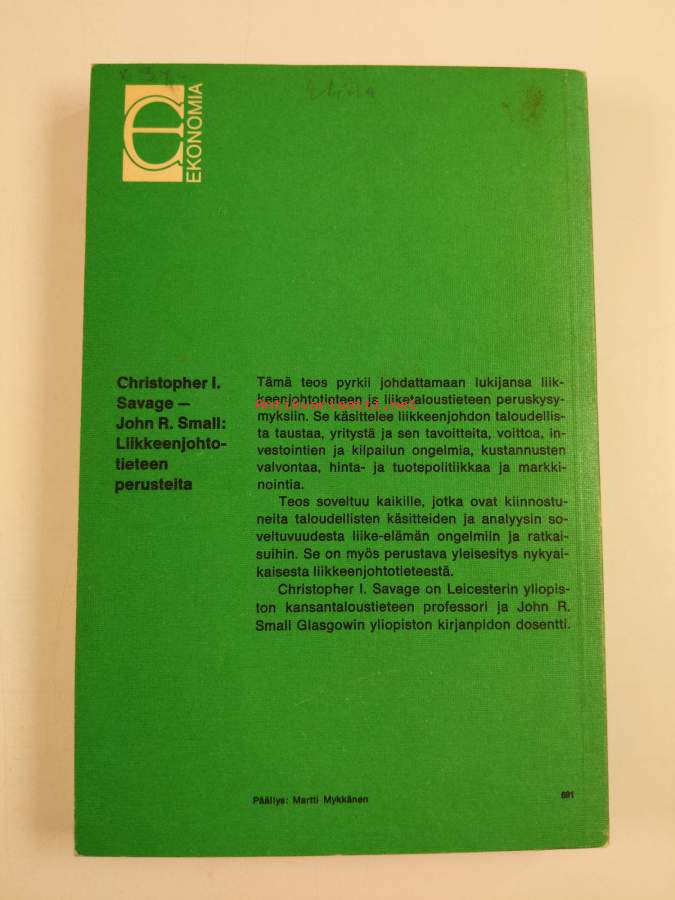 Elina
EKONOMIA
Christopher I.
Savage —
John R. Small:
Liikkeenjohto-
tieteen
perusteita
Tämä teos pyrkii johdattamaan lukijansa liik-
keenjohtotieteen ja liiketaloustieteen peruskysy-
myksiin. Se käsittelee liikkeenjohdon taloudellis-
ta taustaa, yritystä ja sen tavoitteita, voittoa, in-
vestointien ja kilpailun ongelmia, kustannusten
valvontaa, hinta- ja tuotepolitiikkaa ja markki-
nointia.
Teos soveltuu kaikille, jotka ovat kiinnostu-
neita taloudellisten käsitteiden ja analyysin so-
veltuvuudesta liike-elämän ongelmiin ja ratkai-
suihin. Se on myös perustava yleisesitys nykyai-
kaisesta liikkeenjohtotieteestä.
Christopher I. Savage on Leicesterin yliopis-
ton kansantaloustieteen professori ja John R.
Small Glasgowin yliopiston kirjanpidon dosentti.
Antikvariaatti.net
Päällys: Martti Mykkänen
691